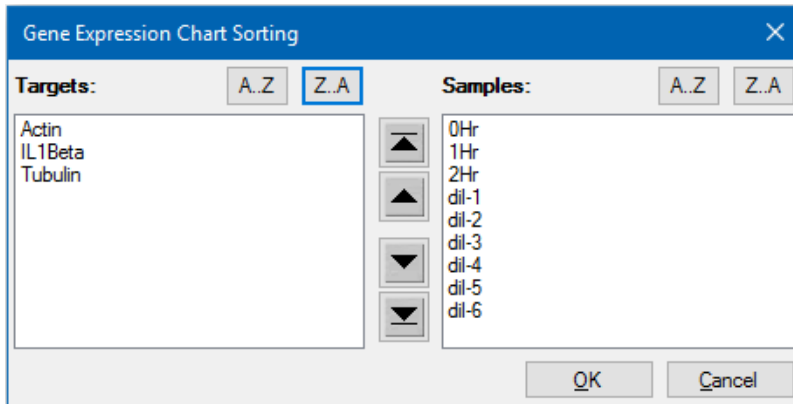 Gene Expression Chart Sorting
Targets: A..Z Z..A Samples: A..Z Z..A
Actin
IL1Beta
Tubulin
0Hr
1Hr
2Hr
dil-1
dil-2
dil-3
dil-4
dil-5
dil-6
OK Cancel